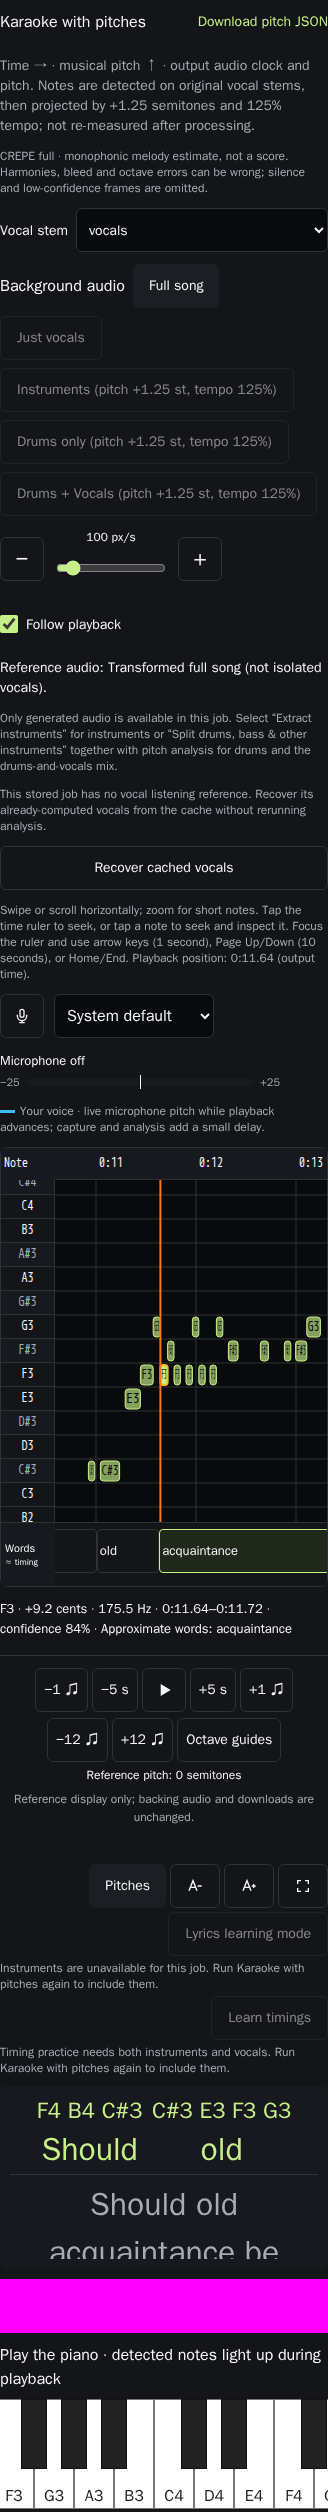 Karaoke with pitches
Download pitch JSON
Time → · musical pitch ↑ · output audio clock and
pitch. Notes are detected on original vocal stems,
then projected by +1.25 semitones and 125%
tempo; not re-measured after processing.
CREPE full · monophonic melody estimate, not a score.
Harmonies, bleed and octave errors can be wrong; silence
and low-confidence frames are omitted.
Vocal stem
vocals
Background audio
Full song
Just vocals
Instruments (pitch +1.25 st, tempo 125%)
Drums only (pitch +1.25 st, tempo 125%)
Drums + Vocals (pitch +1.25 st, tempo 125%)
−
100 px/s
+
Follow playback
Reference audio: Transformed full song (not isolated
vocals).
Only generated audio is available in this job. Select “Extract
instruments” for instruments or “Split drums, bass & other
instruments” together with pitch analysis for drums and the
drums-and-vocals mix.
This stored job has no vocal listening reference. Recover its
already-computed vocals from the cache without rerunning
analysis.
Recover cached vocals
Swipe or scroll horizontally; zoom for short notes. Tap the
time ruler to seek, or tap a note to seek and inspect it. Focus
the ruler and use arrow keys (1 second), Page Up/Down (10
seconds), or Home/End. Playback position: 0:11.64 (output
time).
System default
Microphone off
−25
+25
Your voice · live microphone pitch while playback
advances; capture and analysis add a small delay.
Note
0:11
0:12
0:13
C#4
C4
B3
A#3
A3
G#3
G3
G3
F#3
F3
F3
E3
E3
D#3
D3
C#3
C#3
C3
B2
Words
≈ timing
old
acquaintance
F3 · +9.2 cents · 175.5 Hz · 0:11.64–0:11.72 ·
confidence 84% · Approximate words: acquaintance
−1 ♫
−5 s
▶
+5 s
+1 ♫
−12 ♫
+12 ♫
Octave guides
Reference pitch: 0 semitones
Reference display only; backing audio and downloads are
unchanged.
Pitches
A-
A+
Lyrics learning mode
Instruments are unavailable for this job. Run Karaoke with
pitches again to include them.
Learn timings
Timing practice needs both instruments and vocals. Run
Karaoke with pitches again to include them.
F4 B4 C#3 C#3 E3 F3 G3
Should old
Should old
acquaintance be
Play the piano · detected notes light up during
playback
F3
G3
A3
B3
C4
D4
E4
F4